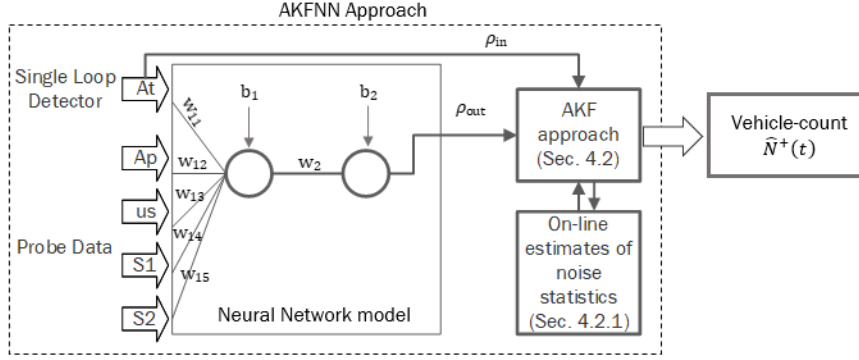 AKFNN Approach
ρin
Single Loop
Detector
At
b1
b2
w11
ρout
AKF
approach
(Sec. 4.2)
Vehicle-count
N̂⁺(t)
Ap
w12
w2
us
w13
w14
Probe Data
S1
w15
S2
Neural Network model
On-line
estimates of
noise
statistics
(Sec. 4.2.1)